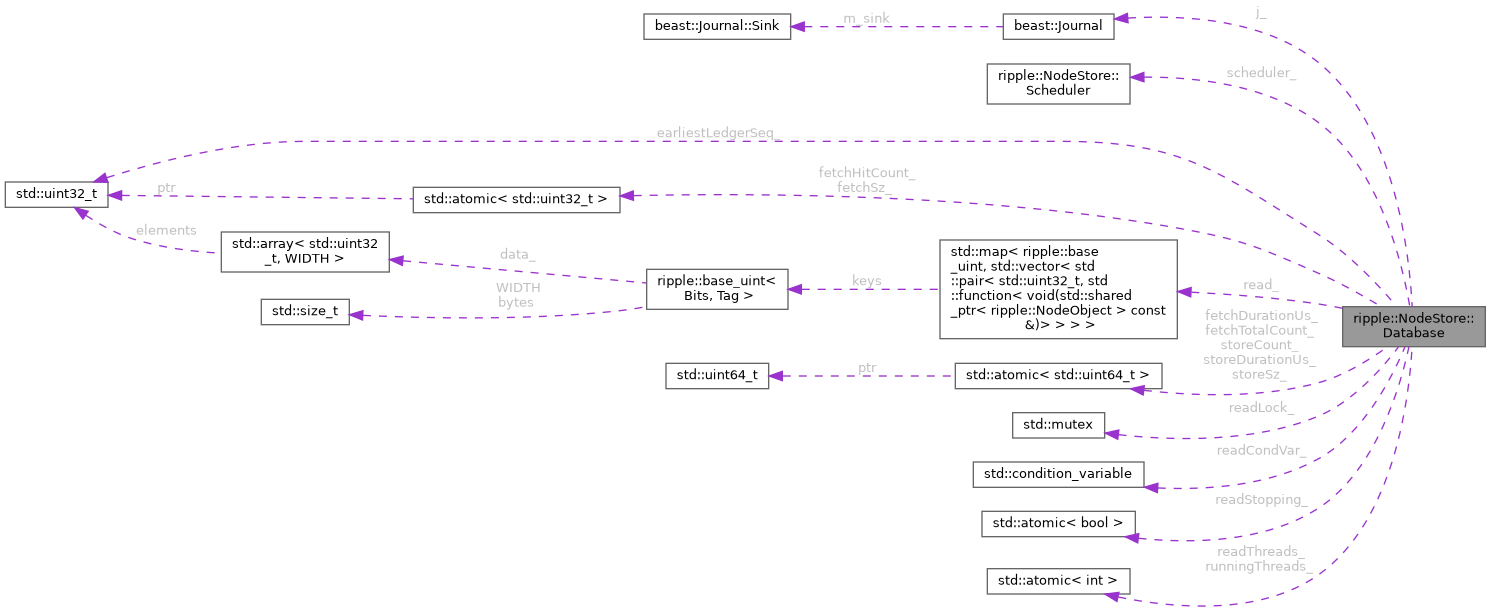 j_
beast::Journal::Sink
m_sink
beast::Journal
scheduler_
ripple::NodeStore::
Scheduler
earliestLedgerSeq_
fetchHitCount_
fetchSz_
std::uint32_t
ptr
std::atomic< std::uint32_t >
elements
std::array< std::uint32
_t, WIDTH >
data_
WIDTH
bytes
std::size_t
ripple::base_uint<
Bits, Tag >
keys
std::map< ripple::base
_uint, std::vector< std
::pair< std::uint32_t, std
::function< void(std::shared
_ptr< ripple::NodeObject > const
&)> > > >
read_
ripple::NodeStore::
Database
fetchDurationUs_
fetchTotalCount_
storeCount_
storeDurationUs_
storeSz_
std::uint64_t
ptr
std::atomic< std::uint64_t >
readLock_
std::mutex
readCondVar_
std::condition_variable
readStopping_
std::atomic< bool >
readThreads_
runningThreads_
std::atomic< int >